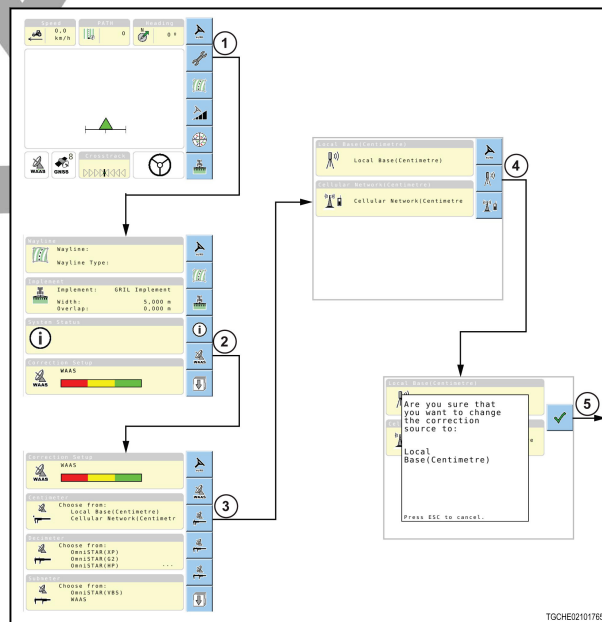 Speed
PATH
Heading
0,0
km/h
0
0 °
1
8
WAAS
GNSS
CrossTrack
Wayline
Wayline:
Wayline Type:
Implement
Implement: GRIL Implement
Width: 5,000 m
Overlap: 0,000 m
System Status
2
Correction Setup
WAAS
WAAS
WAAS
Correction Setup
WAAS
WAAS
WAAS
Centimeter
Choose from:
Local Base(Centimetre)
Cellular Network(Centimetr
3
Decimeter
Choose from:
OmniSTAR(XP)
OmniSTAR(G2)
OmniSTAR(HP) ...
Submeter
Choose from:
OmniSTAR(VBS)
WAAS
Local Base(Centimetre)
Local Base(Centimetre)
4
Cellular Network(Centimetre)
Cellular Network(Centimetre
Local Base(Centimetre)
Are you sure that
you want to change
the correction
source to:
Local
Base(Centimetre)
Press ESC to cancel.
5
TGCHE02101765